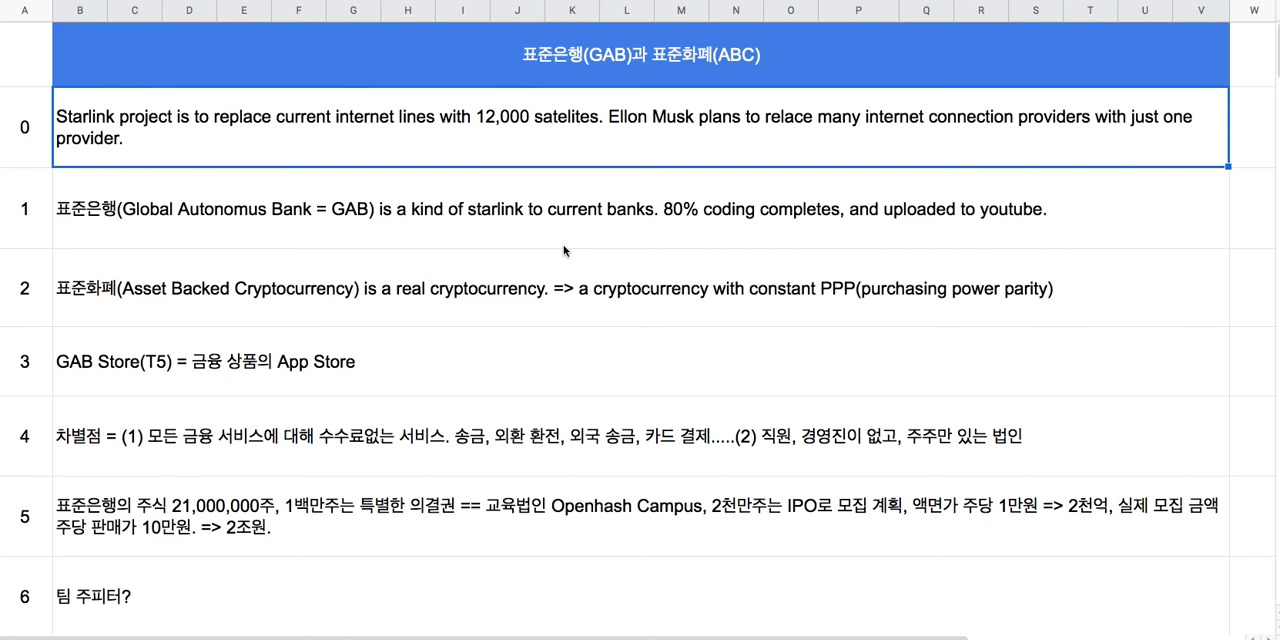 A B C D E F G H I J K L M N O P Q R S T U V W
표준은행(GAB)과 표준화폐(ABC)
0 Starlink project is to replace current internet lines with 12,000 satelites. Ellon Musk plans to relace many internet connection providers with just one
provider.
1 표준은행(Global Autonomus Bank = GAB) is a kind of starlink to current banks. 80% coding completes, and uploaded to youtube.
2 표준화폐(Asset Backed Cryptocurrency) is a real cryptocurrency. => a cryptocurrency with constant PPP(purchasing power parity)
3 GAB Store(T5) = 금융 상품의 App Store
4 차별점 = (1) 모든 금융 서비스에 대해 수수료없는 서비스. 송금, 외환 환전, 외국 송금, 카드 결제.....(2) 직원, 경영진이 없고, 주주만 있는 법인
5 표준은행의 주식 21,000,000주, 1백만주는 특별한 의결권 == 교육법인 Openhash Campus, 2천만주는 IPO로 모집 계획, 액면가 주당 1만원 => 2천억, 실제 모집 금액
주당 판매가 10만원. => 2조원.
6 팀 주피터?